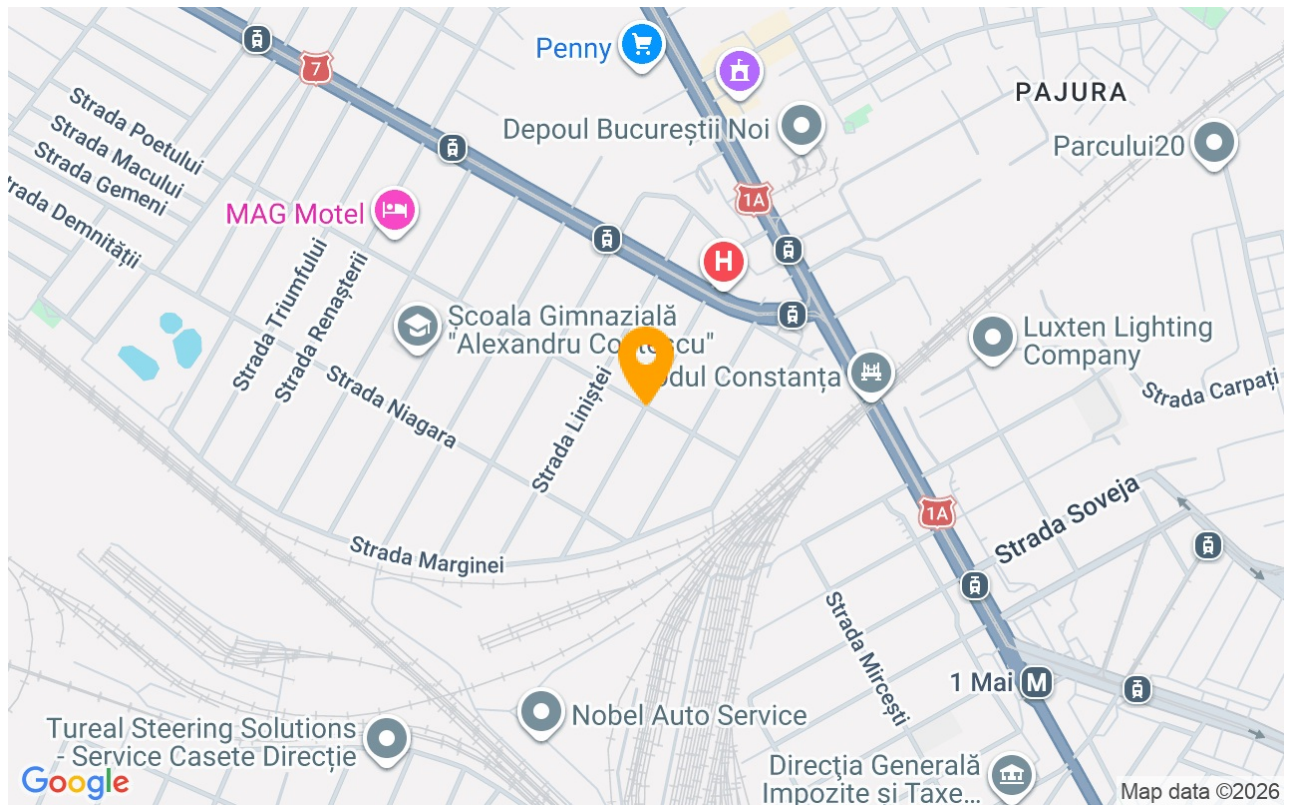 Penny
7
PAJURA
Strada Poetului
Depoul Bucureștii Noi
Strada Macului
Parcului20
Strada Gemeni
trada Demnității
1A
MAG Motel
H
Strada Triumfului
Strada Renașterii
Școala Gimnazială
"Alexandru Co
scu"
Luxten Lighting
Company
dul Constanța
Strada Carpați
Strada Niagara
Strada Liniștei
1A
Strada Soveja
Strada Marginei
Strada Mircești
1 Mai M
Nobel Auto Service
Tureal Steering Solutions
- Service Casete Direcție
Direcţia Generală
Impozite și Taxe...
Google
Map data ©2026